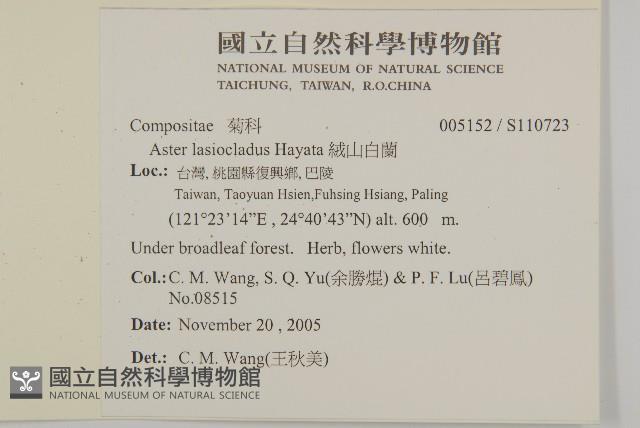 國立自然科學博物館
NATIONAL MUSEUM OF NATURAL SCIENCE
TAICHUNG, TAIWAN, R.O.CHINA
Compositae 菊科 005152 / S110723
Aster lasiocladus Hayata 絨山白蘭
Loc.: 台灣, 桃園縣復興鄉, 巴陵
Taiwan, Taoyuan Hsien,Fuhsing Hsiang, Paling
(121°23’14”E , 24°40’43”N) alt. 600 m.
Under broadleaf forest. Herb, flowers white.
Col.: C. M. Wang, S. Q. Yu(余勝焜) & P. F. Lu(呂碧鳳)
No.08515
Date: November 20 , 2005
Det.: C. M. Wang(王秋美)
國立自然科學博物館
NATIONAL MUSEUM OF NATURAL SCIENCE